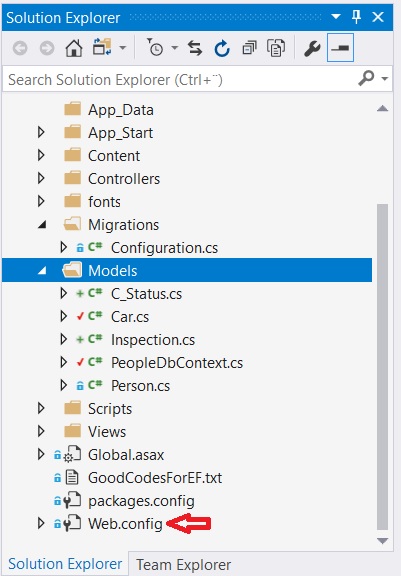 Solution Explorer
Search Solution Explorer (Ctrl+¨)
App_Data
App_Start
Content
Controllers
fonts
Migrations
C# Configuration.cs
Models
C# C_Status.cs
C# Car.cs
C# Inspection.cs
C# PeopleDbContext.cs
C# Person.cs
Scripts
Views
Global.asax
GoodCodesForEF.txt
packages.config
Web.config
Solution Explorer Team Explorer